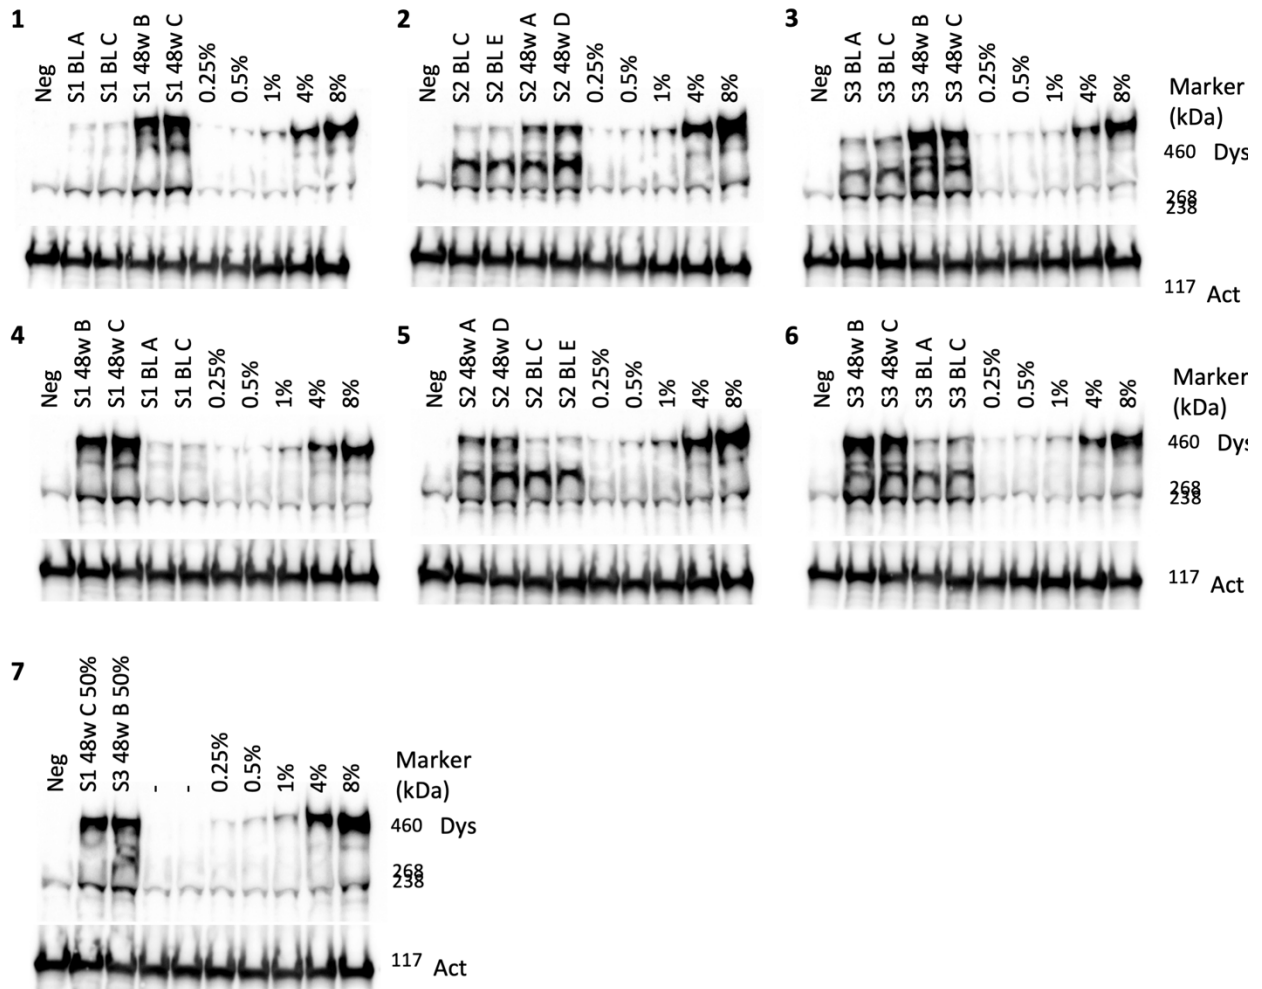 1
Neg
S1 BL A
S1 BL C
S1 48w B
S1 48w C
0.25%
0.5%
1%
4%
8%
2
Neg
S2 BL C
S2 BL E
S2 48w A
S2 48w D
0.25%
0.5%
1%
4%
8%
3
Neg
S3 BL A
S3 BL C
S3 48w B
S3 48w C
0.25%
0.5%
1%
4%
8%
Marker
(kDa)
460 Dys
268
238
117 Act
4
Neg
S1 48w B
S1 48w C
S1 BL A
S1 BL C
0.25%
0.5%
1%
4%
8%
5
Neg
S2 48w A
S2 48w D
S2 BL C
S2 BL E
0.25%
0.5%
1%
4%
8%
6
Neg
S3 48w B
S3 48w C
S3 BL A
S3 BL C
0.25%
0.5%
1%
4%
8%
Marker
(kDa)
460 Dys
268
238
117 Act
7
Neg
S1 48w C 50%
S3 48w B 50%
-
-
0.25%
0.5%
1%
4%
8%
Marker
(kDa)
460 Dys
268
238
117 Act